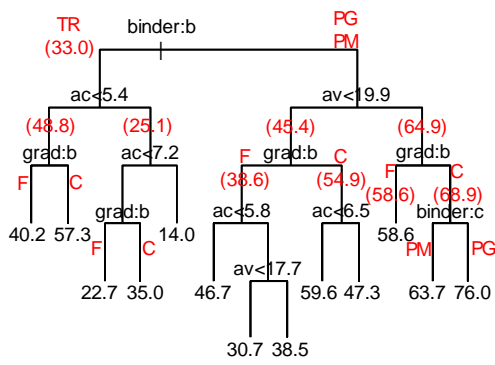 PG
TR binder:b
PM
(33.0)
ac<5.4 av<19.9
(48.8) (25.1) (45.4) (64.9)
grad:b ac<7.2 F grad:b C grad:b
F C (38.6) (54.9) F C
(58.6) (68.9)
grad:b ac<5.8 ac<6.5 binder:c
40.2 57.3 F C 14.0 58.6 PM PG
av<17.7
22.7 35.0 46.7 59.6 47.3 63.7 76.0
30.7 38.5